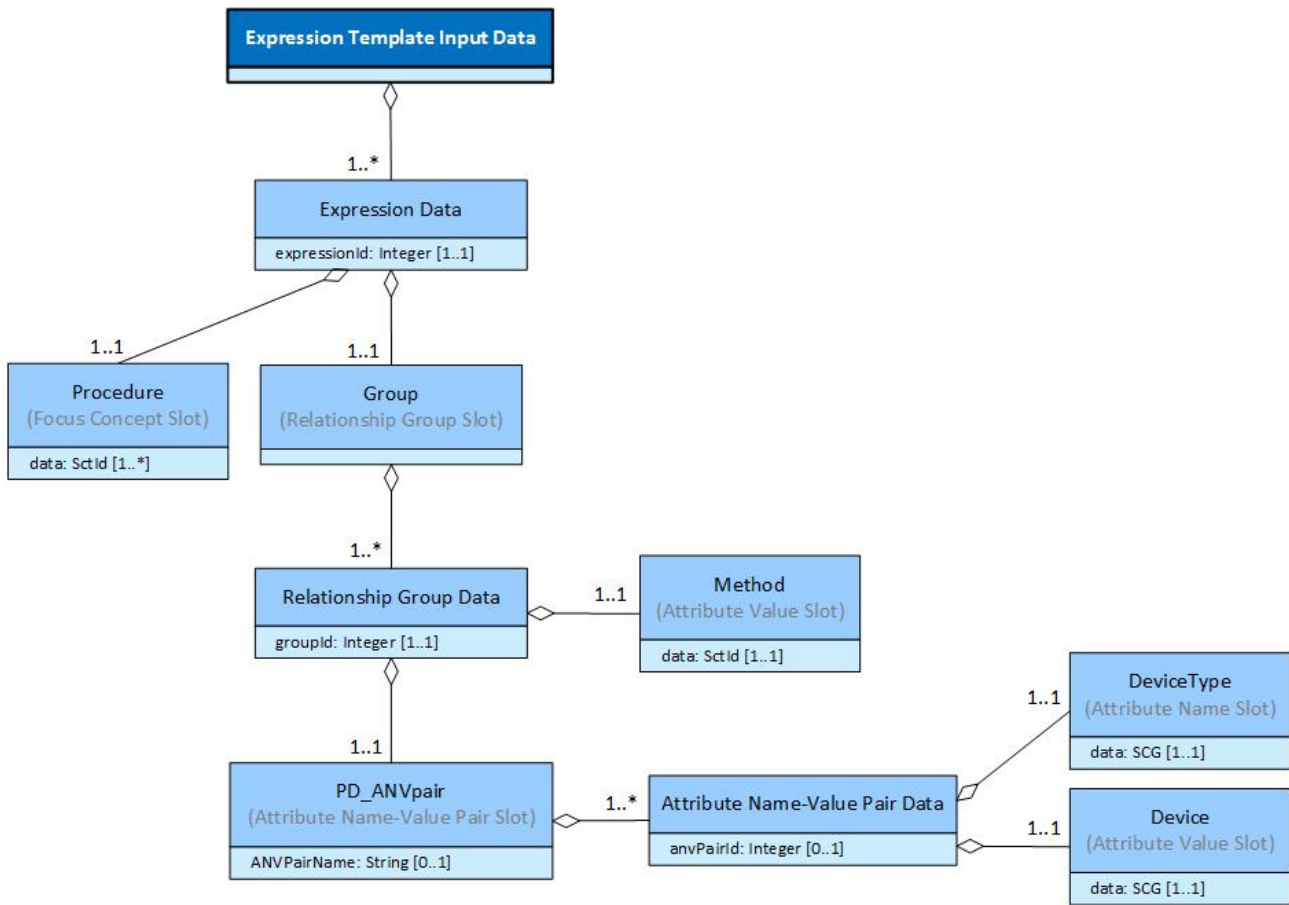 Expression Template Input Data
1..*
Expression Data
expressionId: Integer [1..1]
1..1
1..1
Procedure
(Focus Concept Slot)
data: SctId [1..*]
Group
(Relationship Group Slot)
1..*
Relationship Group Data
groupId: Integer [1..1]
1..1
Method
(Attribute Value Slot)
data: SctId [1..1]
1..1
PD_ANVpair
(Attribute Name-Value Pair Slot)
ANVPairName: String [0..1]
1..*
Attribute Name-Value Pair Data
anvPairId: Integer [0..1]
1..1
DeviceType
(Attribute Name Slot)
data: SCG [1..1]
1..1
Device
(Attribute Value Slot)
data: SCG [1..1]